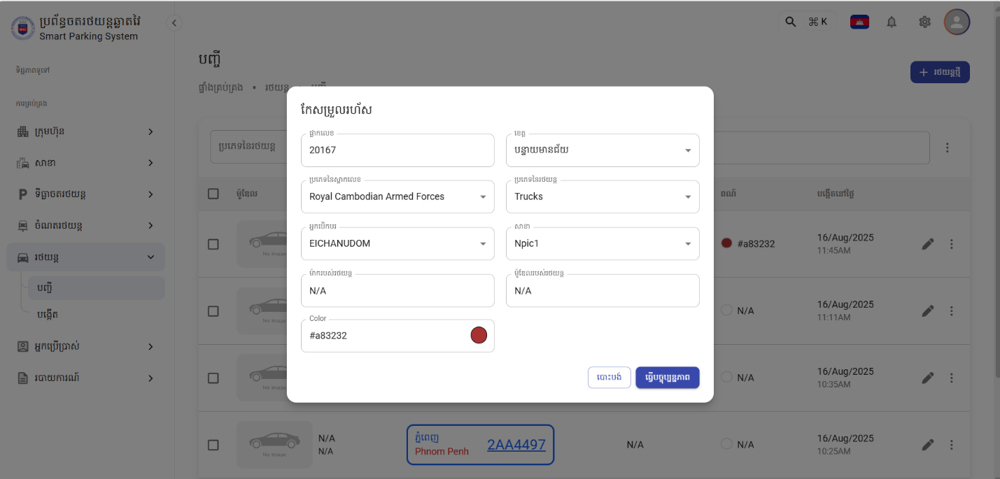 ប្រព័ន្ធចតរថយន្តឆ្លាតវៃ
Smart Parking System
⌘ K
ទិដ្ឋភាពទូទៅ
ការគ្រប់គ្រង
ក្រុមហ៊ុន
សាខា
ទីធ្លាចតរថយន្ត
ចំណតរថយន្ត
រថយន្ត
បញ្ជី
បង្កើត
អ្នកប្រើប្រាស់
របាយការណ៍
បញ្ជី
+ រថយន្តថ្មី
ផ្ទាំងគ្រប់គ្រង • រថយន្ត • បញ្ជី
ប្រភេទនៃរថយន្ត
ម៉ូឌែល
ពណ៌
បង្កើតនៅថ្ងៃ
កែសម្រួលរហ័ស
ផ្លាកលេខ
20167
ខេត្ត
បន្ទាយមានជ័យ
ប្រភេទនៃស្លាកលេខ
Royal Cambodian Armed Forces
ប្រភេទនៃរថយន្ត
Trucks
អ្នកបើកបរ
EICHANUDOM
សាខា
Npic1
ម៉ាករបស់រថយន្ត
N/A
ម៉ូឌែលរបស់រថយន្ត
N/A
Color
#a83232
បោះបង់
ធ្វើបច្ចុប្បន្នភាព
No Image
#a83232
16/Aug/2025
11:45AM
No Image
N/A
16/Aug/2025
11:11AM
No Image
N/A
16/Aug/2025
10:35AM
No Image
N/A
N/A
ភ្នំពេញ
Phnom Penh
2AA4497
N/A
N/A
16/Aug/2025
10:25AM